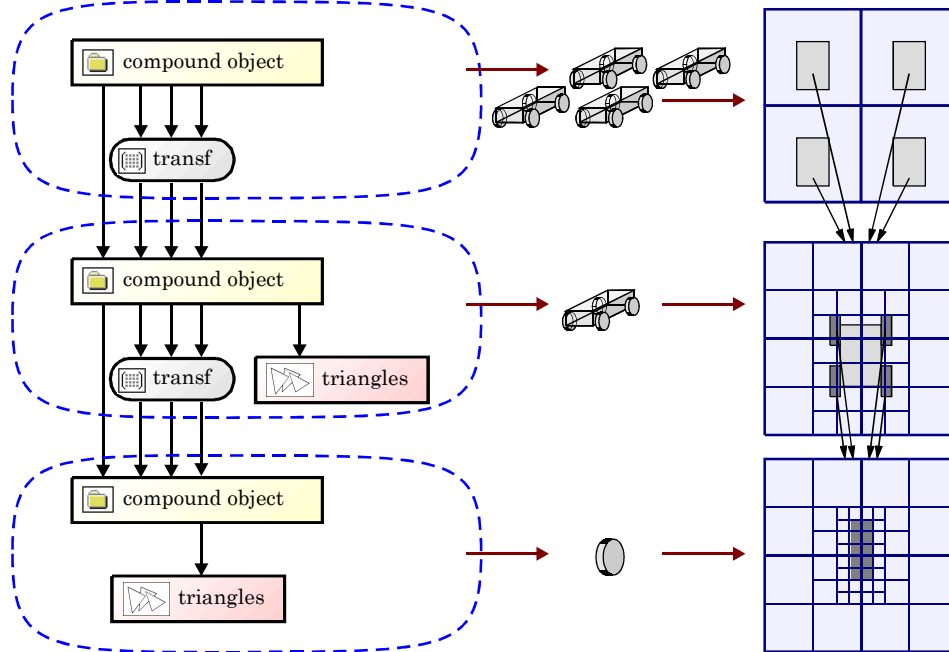 compound object
transf
compound object
transf
triangles
compound object
triangles